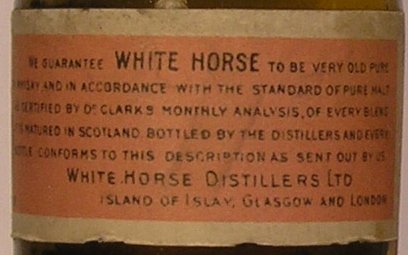 WE GUARANTEE WHITE HORSE TO BE VERY OLD PURE
WHISKY AND IN ACCORDANCE WITH THE STANDARD OF PURE MALT
AS CERTIFIED BY DR CLARKS MONTHLY ANALYSIS, OF EVERY BLEND
IS MATURED IN SCOTLAND BOTTLED BY THE DISTILLERS AND EVERY
BOTTLE CONFORMS TO THIS DESCRIPTION AS SENT OUT BY US.
WHITE HORSE DISTILLERS LTD
ISLAND OF ISLAY, GLASGOW AND LONDON